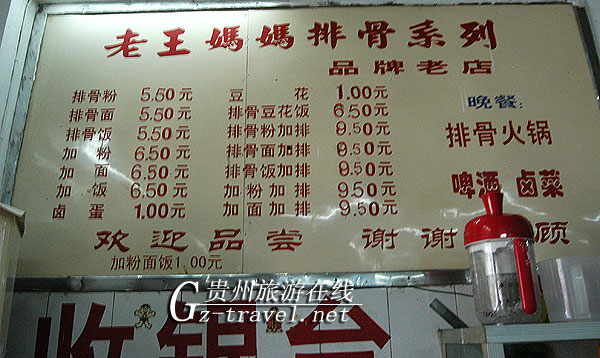 老王媽媽排骨系列
品牌老店
排骨粉 5.50元 豆花 1.00元
排骨面 5.50元 排骨豆花饭 6.50元
排骨饭 5.50元 排骨粉加排 9.50元
加粉 6.50元 排骨面加排 9.50元
加面 6.50元 排骨饭加排 9.50元
加饭 6.50元 加粉加排 9.50元
卤蛋 1.00元 加面加排 9.50元
晚餐:
排骨火锅
啤酒 卤菜
欢迎品尝 谢谢 顾
加粉面饭1.00元
贵州旅游在线
Gz-travel.net
收银台